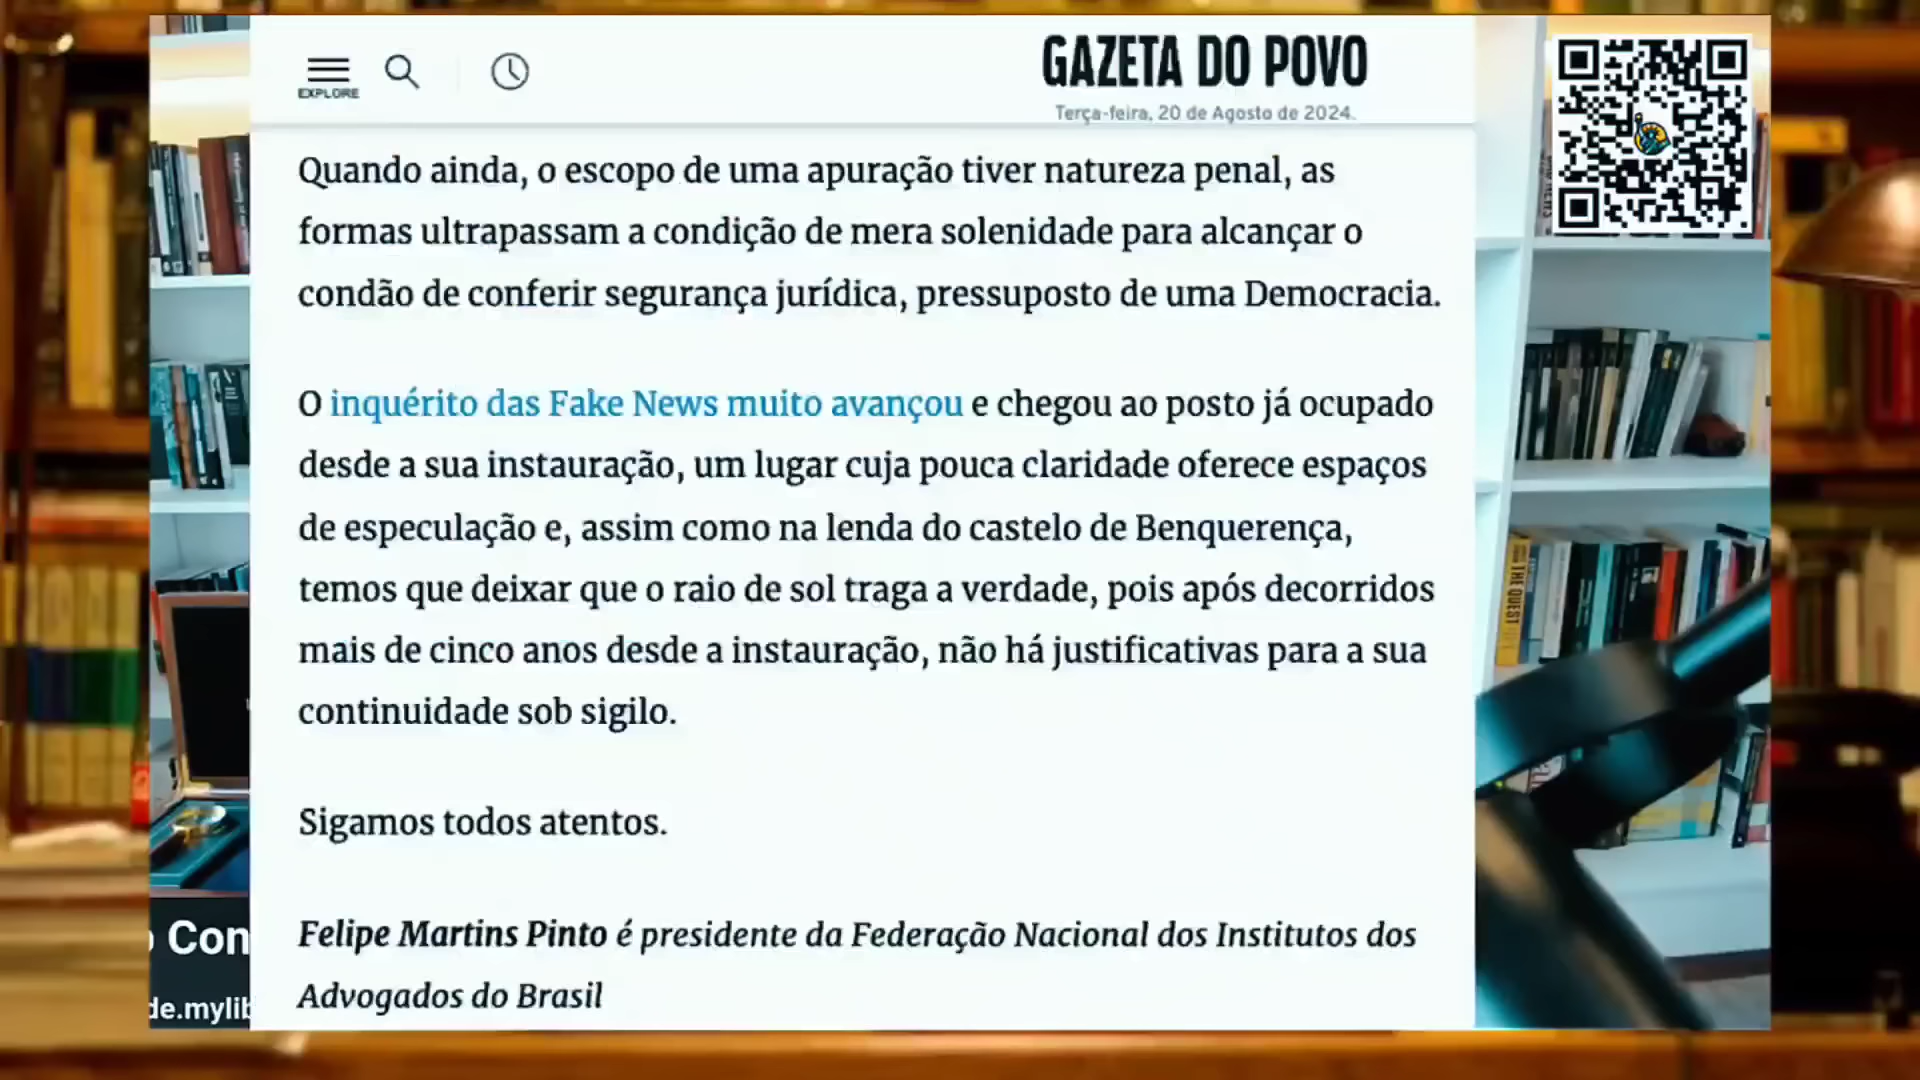 EXPLORE
GAZETA DO POVO
Terça-feira, 20 de Agosto de 2024.
Quando ainda, o escopo de uma apuração tiver natureza penal, as
formas ultrapassam a condição de mera solenidade para alcançar o
condão de conferir segurança jurídica, pressuposto de uma Democracia.
O inquérito das Fake News muito avançou e chegou ao posto já ocupado
desde a sua instauração, um lugar cuja pouca claridade oferece espaços
de especulação e, assim como na lenda do castelo de Benquerença,
temos que deixar que o raio de sol traga a verdade, pois após decorridos
mais de cinco anos desde a instauração, não há justificativas para a sua
continuidade sob sigilo.
Sigamos todos atentos.
Felipe Martins Pinto é presidente da Federação Nacional dos Institutos dos
Advogados do Brasil
Con
de.mylib
THE QUEST